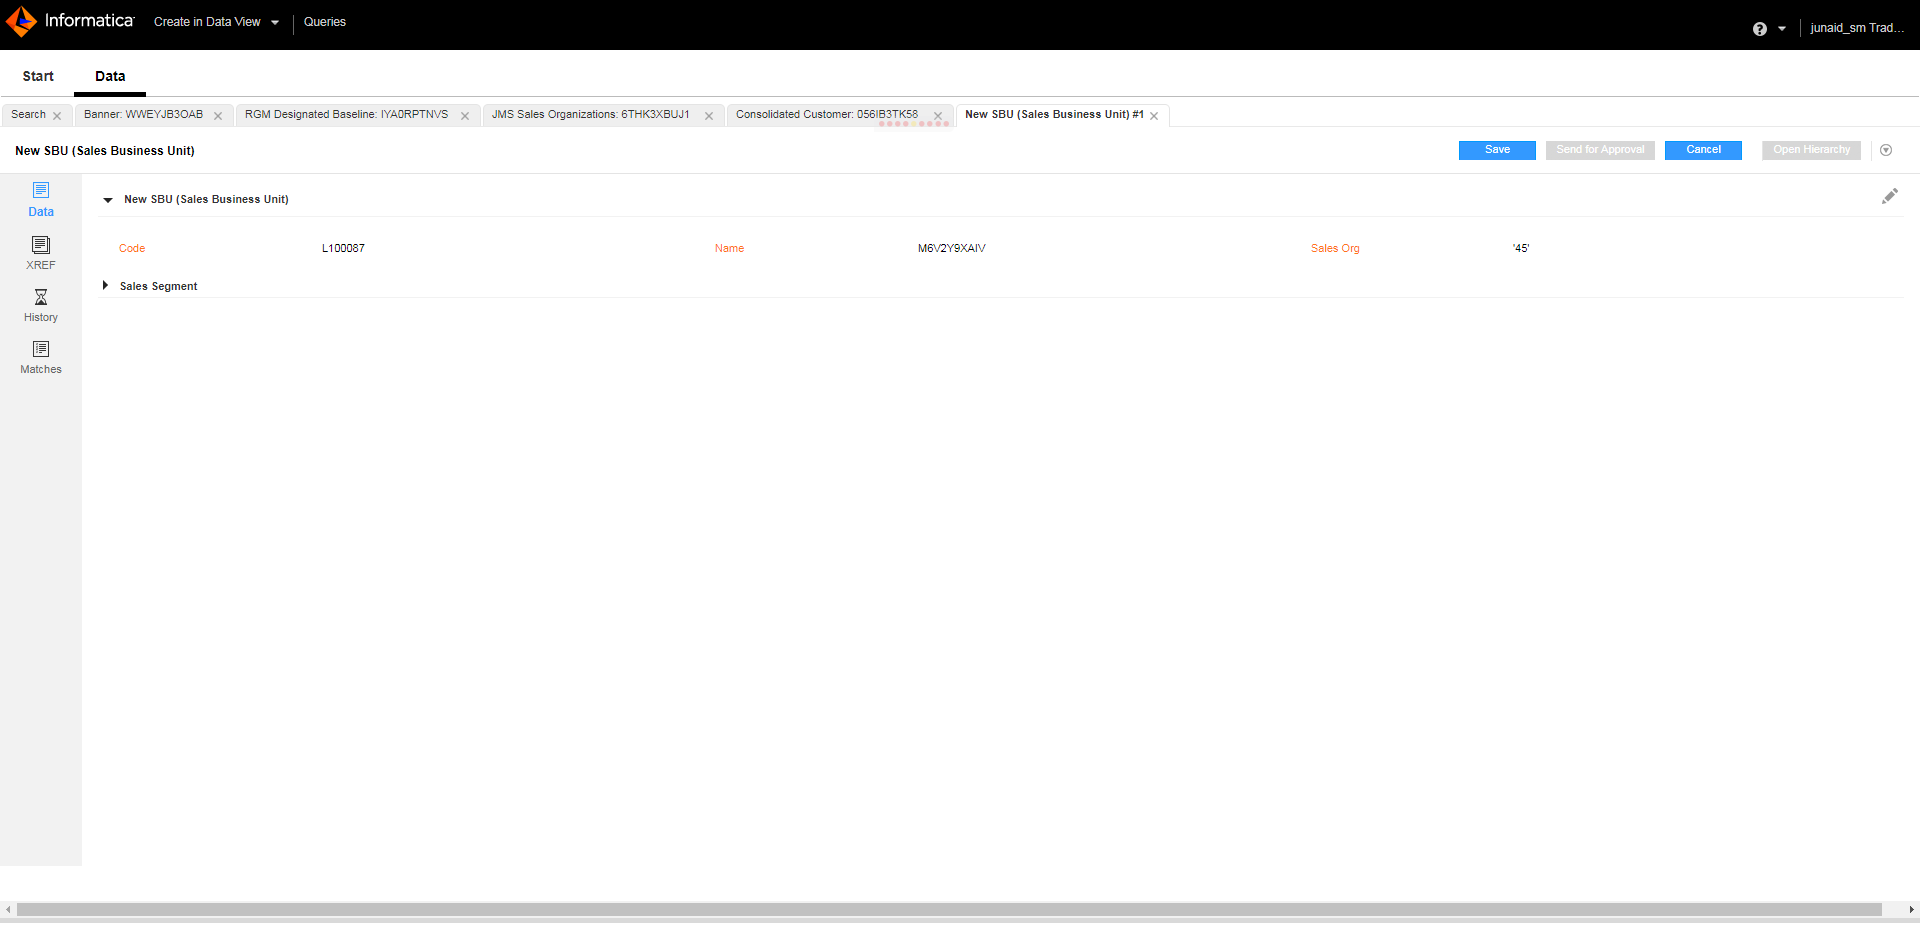 Informatica Create in Data View Queries junaid_sm Trad...
Start Data
Search Banner: WWEYJB3OAB RGM Designated Baseline: IYA0RPTNVS JMS Sales Organizations: 6THK3XBUJ1 Consolidated Customer: 056IB3TK58 New SBU (Sales Business Unit) #1
New SBU (Sales Business Unit) Save Send for Approval Cancel Open Hierarchy
Data
XREF
History
Matches
New SBU (Sales Business Unit)
Code L100087 Name M6V2Y9XAIV Sales Org '45'
Sales Segment